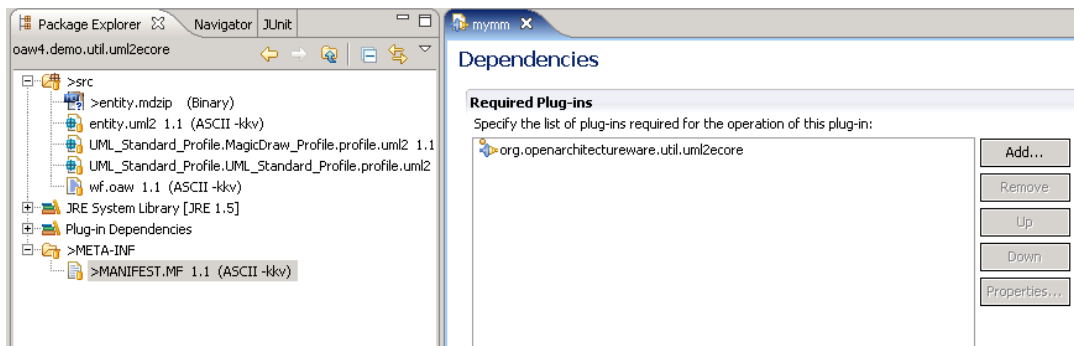 Package Explorer Navigator JUnit
oaw4.demo.util.uml2ecore
>src
>entity.mdzip (Binary)
entity.uml2 1.1 (ASCII -kkv)
UML_Standard_Profile.MagicDraw_Profile.profile.uml2 1.1
UML_Standard_Profile.UML_Standard_Profile.profile.uml2
wf.oaw 1.1 (ASCII -kkv)
JRE System Library [JRE 1.5]
Plug-in Dependencies
>META-INF
>MANIFEST.MF 1.1 (ASCII -kkv)
mymm
Dependencies
Required Plug-ins
Specify the list of plug-ins required for the operation of this plug-in:
org.openarchitectureware.util.uml2ecore
Add...
Remove
Up
Down
Properties...